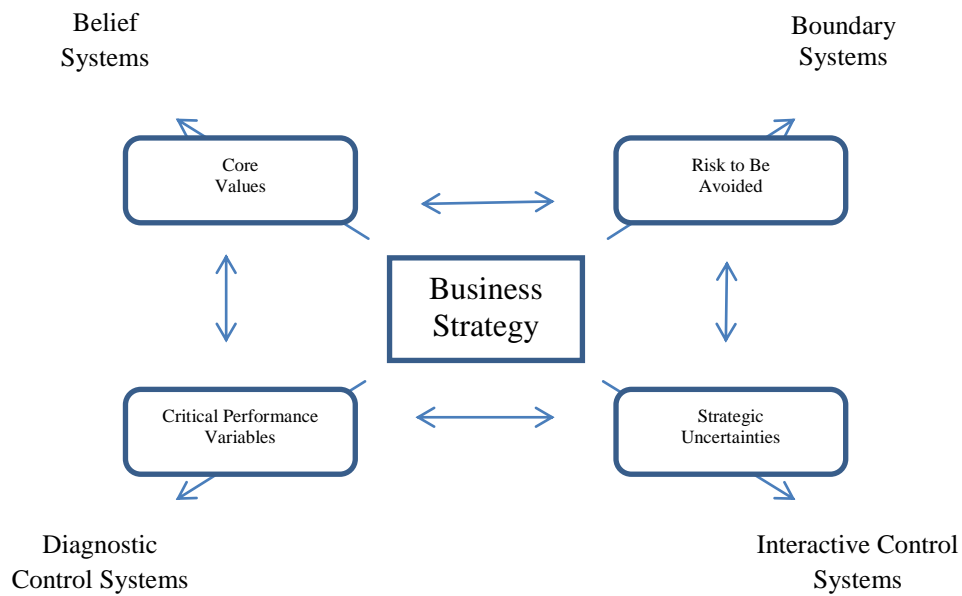 Belief
Systems
Boundary
Systems
Core
Values
Risk to Be
Avoided
Business
Strategy
Critical Performance
Variables
Strategic
Uncertainties
Diagnostic
Control Systems
Interactive Control
Systems